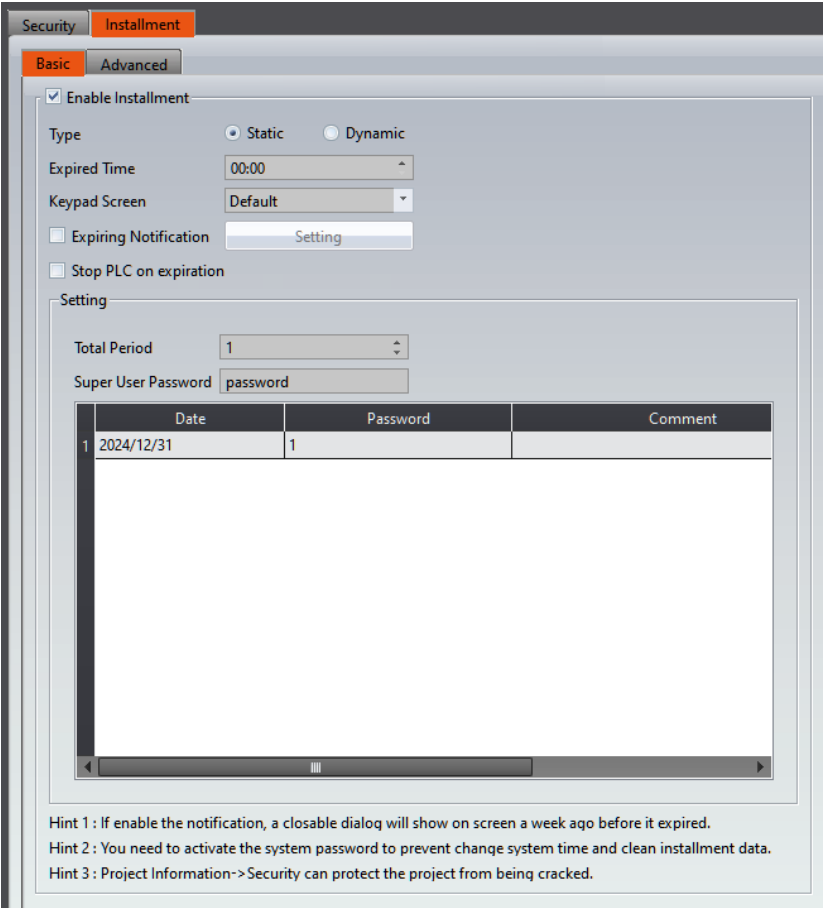 Security Installment
Basic Advanced
Enable Installment
Type Static Dynamic
Expired Time 00:00
Keypad Screen Default
Expiring Notification Setting
Stop PLC on expiration
Setting
Total Period 1
Super User Password password
Date Password Comment
1 2024/12/31 1
Hint 1 : If enable the notification, a closable dialog will show on screen a week ago before it expired.
Hint 2 : You need to activate the system password to prevent change system time and clean installment data.
Hint 3 : Project Information->Security can protect the project from being cracked.